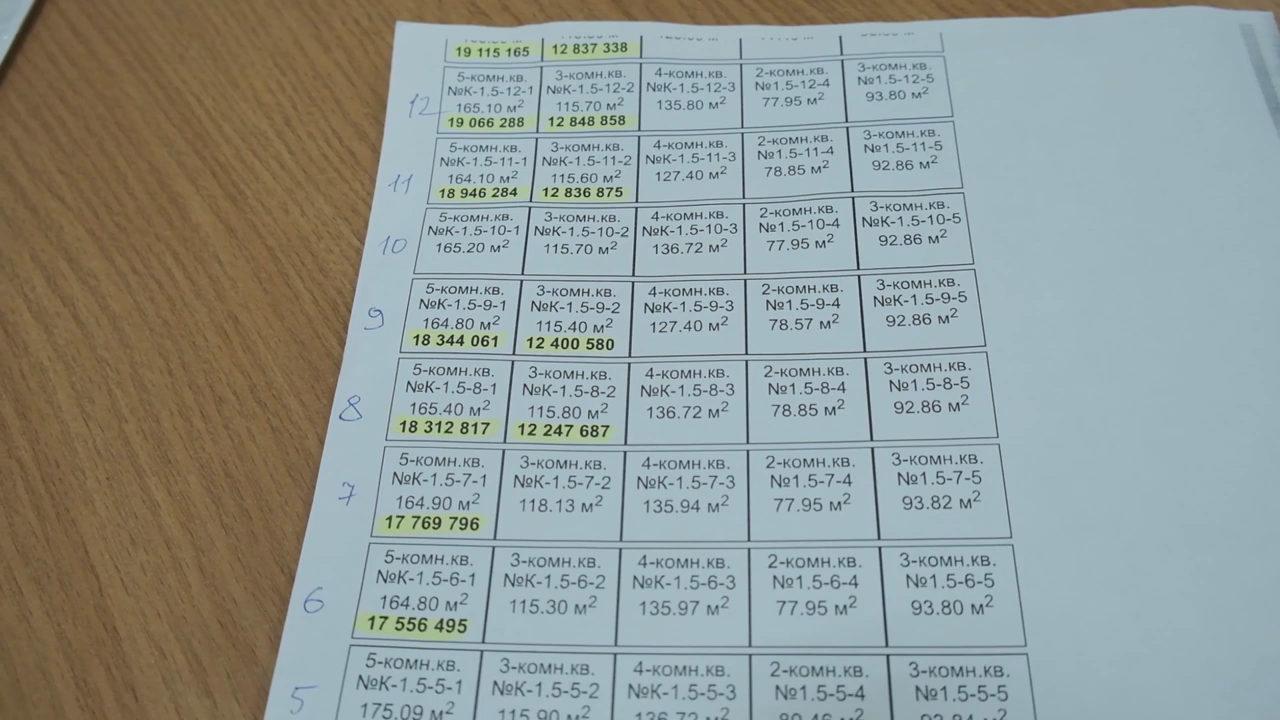 19 115 165
12 837 338
12
5-комн.кв.
№К-1.5-12-1
165.10 м²
19 066 288
3-комн.кв.
№К-1.5-12-2
115.70 м²
12 848 858
4-комн.кв.
№К-1.5-12-3
135.80 м²
2-комн.кв.
№1.5-12-4
77.95 м²
3-комн.кв.
№1.5-12-5
93.80 м²
11
5-комн.кв.
№К-1.5-11-1
164.10 м²
18 946 284
3-комн.кв.
№К-1.5-11-2
115.60 м²
12 836 875
4-комн.кв.
№К-1.5-11-3
127.40 м²
2-комн.кв.
№1.5-11-4
78.85 м²
3-комн.кв.
№1.5-11-5
92.86 м²
10
5-комн.кв.
№К-1.5-10-1
165.20 м²
3-комн.кв.
№К-1.5-10-2
115.70 м²
4-комн.кв.
№К-1.5-10-3
136.72 м²
2-комн.кв.
№1.5-10-4
77.95 м²
3-комн.кв.
№К-1.5-10-5
92.86 м²
9
5-комн.кв.
№К-1.5-9-1
164.80 м²
18 344 061
3-комн.кв.
№К-1.5-9-2
115.40 м²
12 400 580
4-комн.кв.
№К-1.5-9-3
127.40 м²
2-комн.кв.
№1.5-9-4
78.57 м²
3-комн.кв.
№К-1.5-9-5
92.86 м²
8
5-комн.кв.
№К-1.5-8-1
165.40 м²
18 312 817
3-комн.кв.
№К-1.5-8-2
115.80 м²
12 247 687
4-комн.кв.
№К-1.5-8-3
136.72 м²
2-комн.кв.
№1.5-8-4
78.85 м²
3-комн.кв.
№1.5-8-5
92.86 м²
7
5-комн.кв.
№К-1.5-7-1
164.90 м²
17 769 796
3-комн.кв.
№К-1.5-7-2
118.13 м²
4-комн.кв.
№К-1.5-7-3
135.94 м²
2-комн.кв.
№1.5-7-4
77.95 м²
3-комн.кв.
№1.5-7-5
93.82 м²
6
5-комн.кв.
№К-1.5-6-1
164.80 м²
17 556 495
3-комн.кв.
№К-1.5-6-2
115.30 м²
4-комн.кв.
№К-1.5-6-3
135.97 м²
2-комн.кв.
№1.5-6-4
77.95 м²
3-комн.кв.
№1.5-6-5
93.80 м²
5
5-комн.кв.
№К-1.5-5-1
175.09 м²
3-комн.кв.
№К-1.5-5-2
115.90 м²
4-комн.кв.
№К-1.5-5-3
136.72 м²
2-комн.кв.
№1.5-5-4
3-комн.кв.
№1.5-5-5